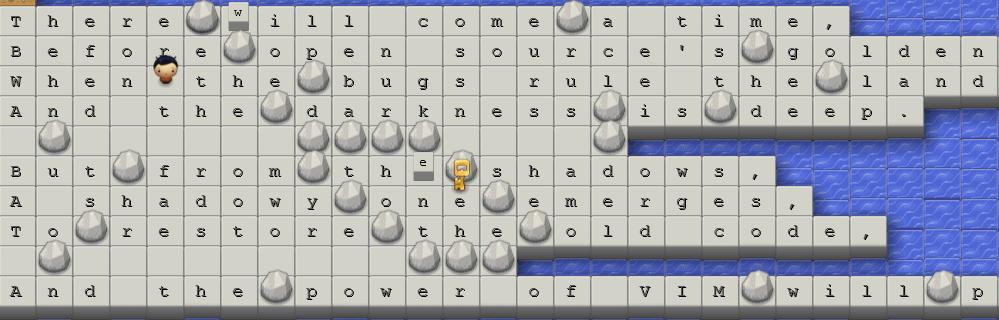 There will come a time,
Before open source's golden
When the bugs rule the land
And the darkness is deep.
But from the shadows,
A shadowy one emerges,
To restore the old code,
And the power of VIM will p